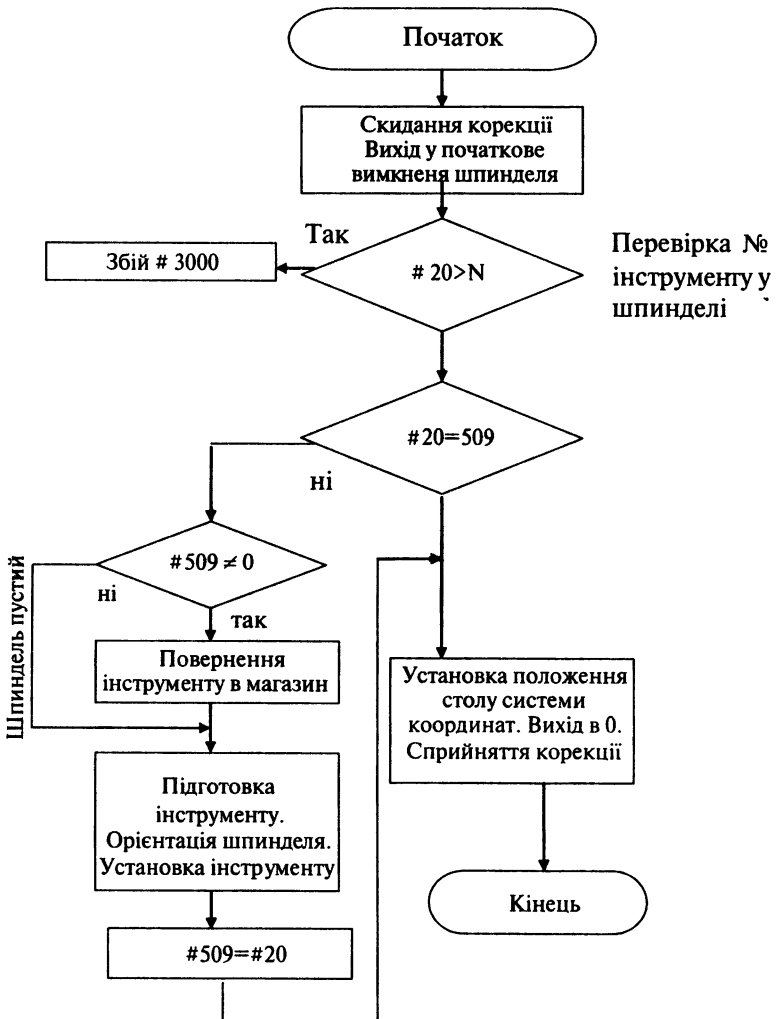 Початок
Скидання корекції
Вихід у початкове
вимкненя шпинделя
Так
Збій # 3000
# 20>N
Перевірка №
інструменту у
шпинделі
#20=509
ні
#509 ≠ 0
ні
так
Шпиндель пустий
Повернення
інструменту в магазин
Установка положення
столу системи
координат. Вихід в 0.
Сприйняття корекції
Підготовка
інструменту.
Орієнтація шпинделя.
Установка інструменту
Кінець
#509=#20